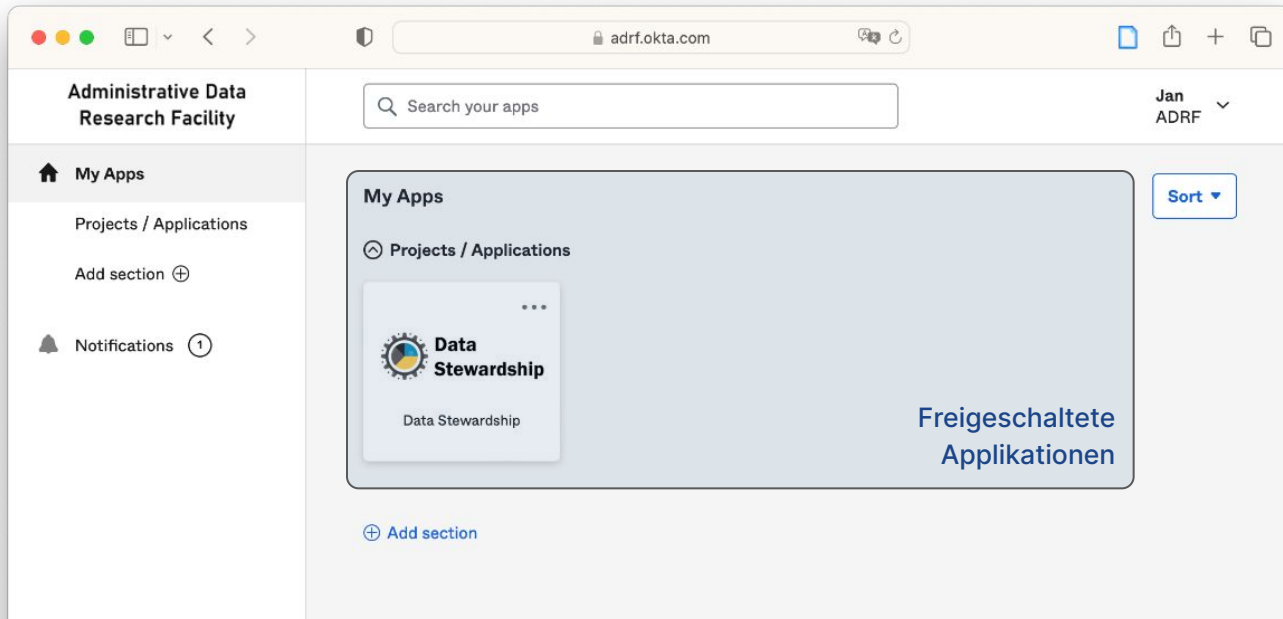 adrf.okta.com
Administrative Data
Research Facility
Search your apps
Jan
ADRF
My Apps
Projects / Applications
Add section
Notifications 1
My Apps
Sort
Projects / Applications
Data
Stewardship
Data Stewardship
Freigeschaltete
Applikationen
Add section